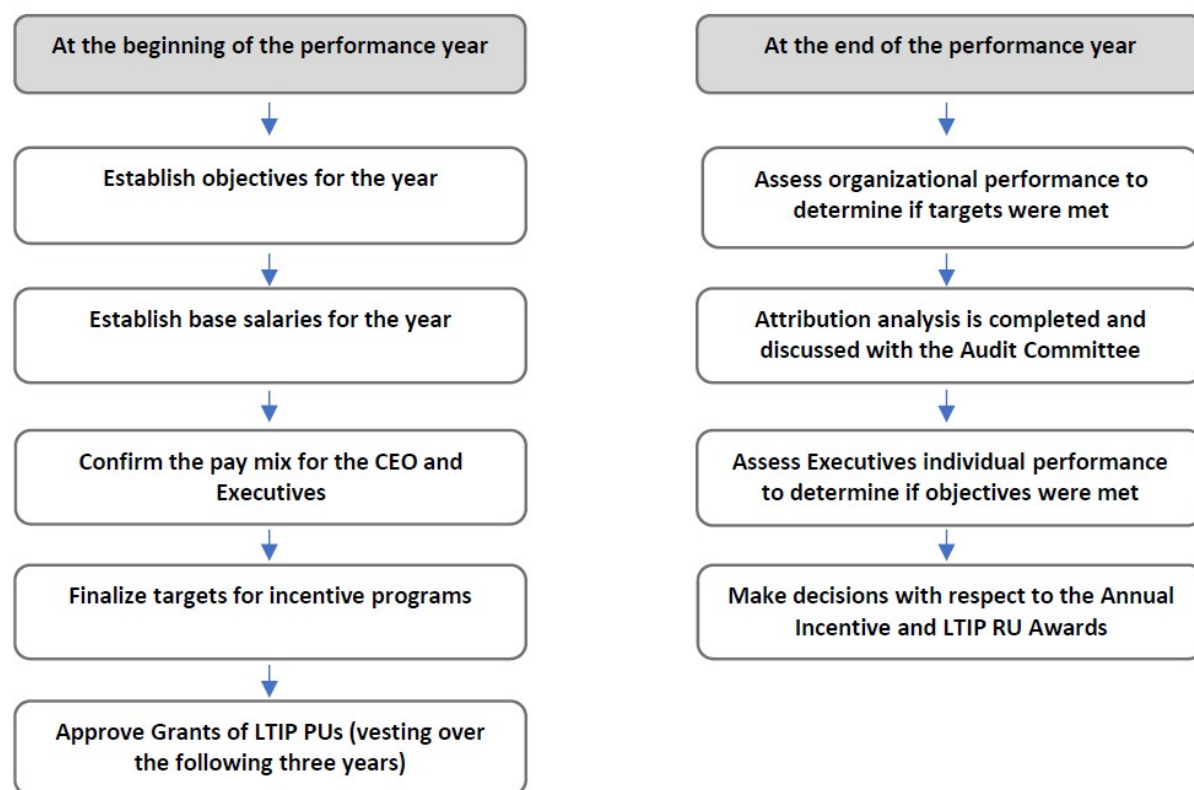 At the beginning of the performance year
Establish objectives for the year
Establish base salaries for the year
Confirm the pay mix for the CEO and
Executives
Finalize targets for incentive programs
Approve Grants of LTIP PUs (vesting over
the following three years)
At the end of the performance year
Assess organizational performance to
determine if targets were met
Attribution analysis is completed and
discussed with the Audit Committee
Assess Executives individual performance
to determine if objectives were met
Make decisions with respect to the Annual
Incentive and LTIP RU Awards